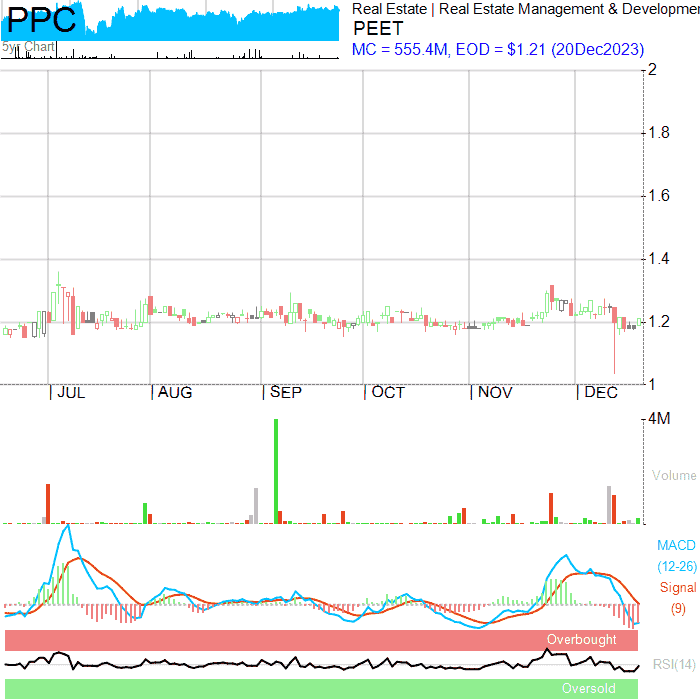 PPC
5yr Chart
Real Estate | Real Estate Management & Developmer
PEET
MC = 555.4M, EOD = $1.21 (20Dec2023)
2
1.8
1.6
1.4
1.2
1
JUL AUG SEP OCT NOV DEC
4M
Volume
MACD
(12-26)
Signal
(9)
Overbought
RSI(14)
Oversold